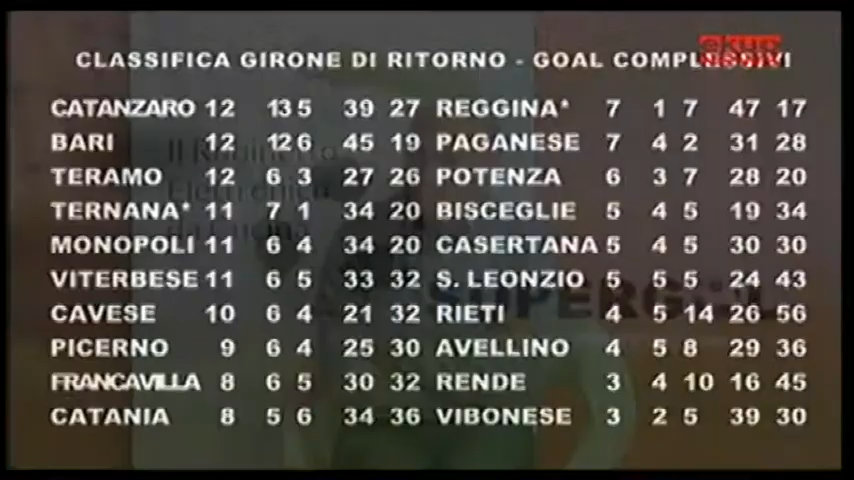 CLASSIFICA GIRONE DI RITORNO - GOAL COMPLESSIVI
CATANZARO 12 13 5 39 27 REGGINA* 7 1 7 47 17
BARI 12 12 6 45 19 PAGANESE 7 4 2 31 28
TERAMO 12 6 3 27 26 POTENZA 6 3 7 28 20
TERNANA* 11 7 1 34 20 BISCEGLIE 5 4 5 19 34
MONOPOLI 11 6 4 34 20 CASERTANA 5 4 5 30 30
VITERBESE 11 6 5 33 32 S. LEONZIO 5 5 5 24 43
CAVESE 10 6 4 21 32 RIETI 4 5 14 26 56
PICERNO 9 6 4 25 30 AVELLINO 4 5 8 29 36
FRANCAVILLA 8 6 5 30 32 RENDE 3 4 10 16 45
CATANIA 8 5 6 34 36 VIBONESE 3 2 5 39 30